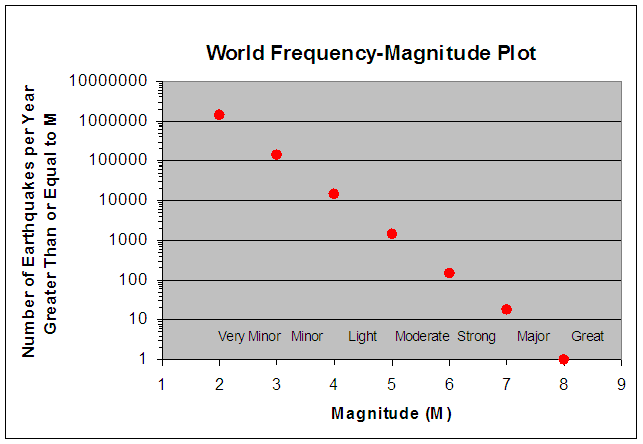 World Frequency-Magnitude Plot
Number of Earthquakes per Year
Greater Than or Equal to M
10000000
1000000
100000
10000
1000
100
10
1
Very Minor Minor Light Moderate Strong Major Great
1 2 3 4 5 6 7 8 9
Magnitude (M)